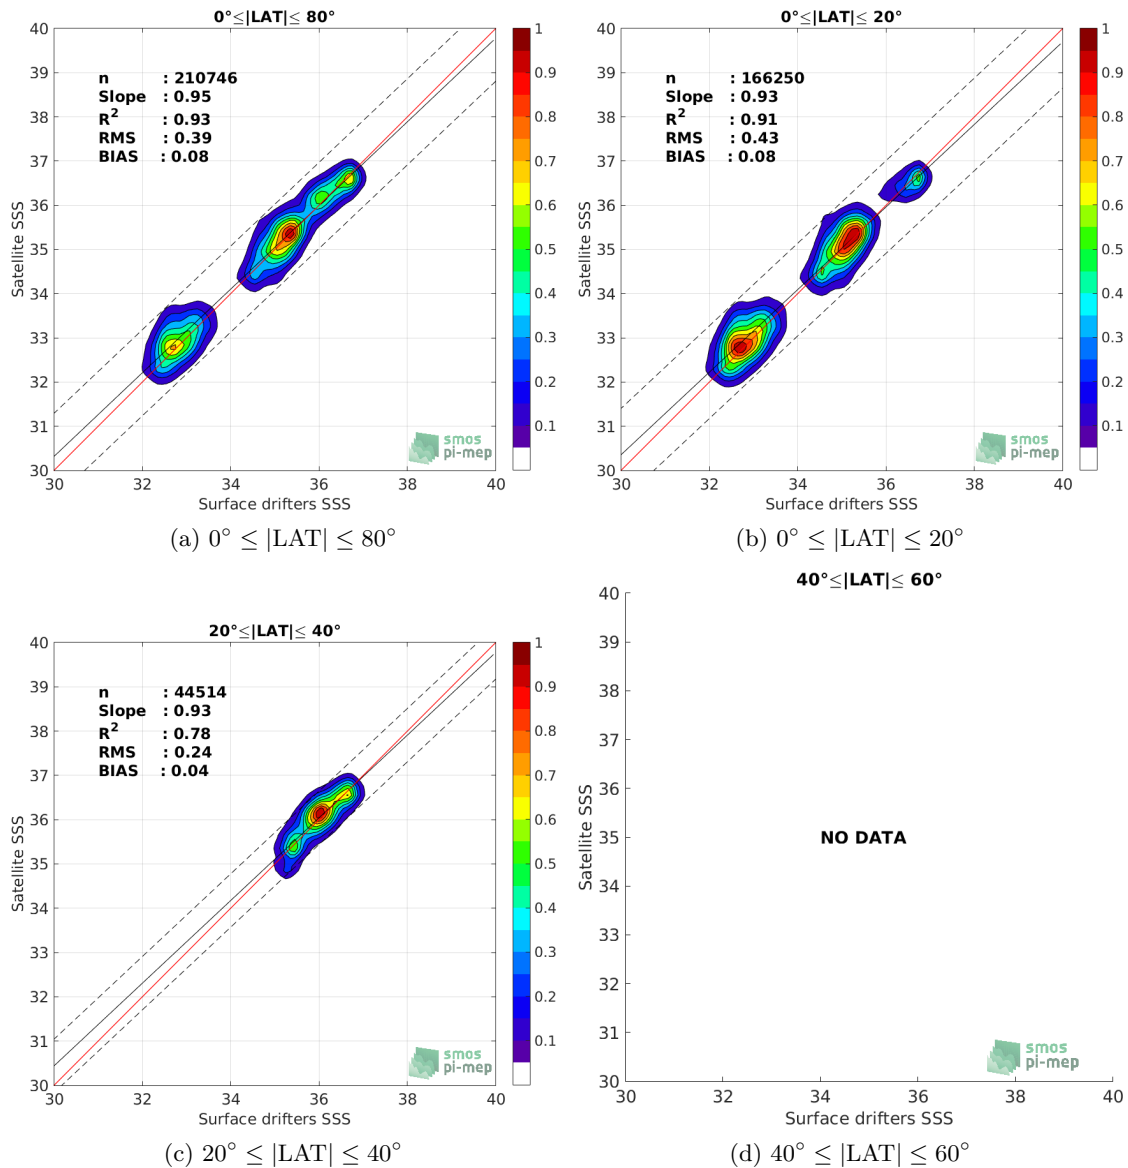 0°≤|LAT|≤ 80°
40
39
38
37
36
35
34
33
32
31
30
Satellite SSS
n : 210746
Slope : 0.95
R² : 0.93
RMS : 0.39
BIAS : 0.08
1
0.9
0.8
0.7
0.6
0.5
0.4
0.3
0.2
0.1
smos
pi-mep
30 32 34 36 38 40
Surface drifters SSS
(a) 0° ≤ |LAT| ≤ 80°
0°≤|LAT|≤ 20°
40
39
38
37
36
35
34
33
32
31
30
Satellite SSS
n : 166250
Slope : 0.93
R² : 0.91
RMS : 0.43
BIAS : 0.08
1
0.9
0.8
0.7
0.6
0.5
0.4
0.3
0.2
0.1
smos
pi-mep
30 32 34 36 38 40
Surface drifters SSS
(b) 0° ≤ |LAT| ≤ 20°
20°≤|LAT|≤ 40°
40
39
38
37
36
35
34
33
32
31
30
Satellite SSS
n : 44514
Slope : 0.93
R² : 0.78
RMS : 0.24
BIAS : 0.04
1
0.9
0.8
0.7
0.6
0.5
0.4
0.3
0.2
0.1
smos
pi-mep
30 32 34 36 38 40
Surface drifters SSS
(c) 20° ≤ |LAT| ≤ 40°
40°≤|LAT|≤ 60°
40
39
38
37
36
35
34
33
32
31
30
Satellite SSS
NO DATA
smos
pi-mep
30 32 34 36 38 40
Surface drifters SSS
(d) 40° ≤ |LAT| ≤ 60°